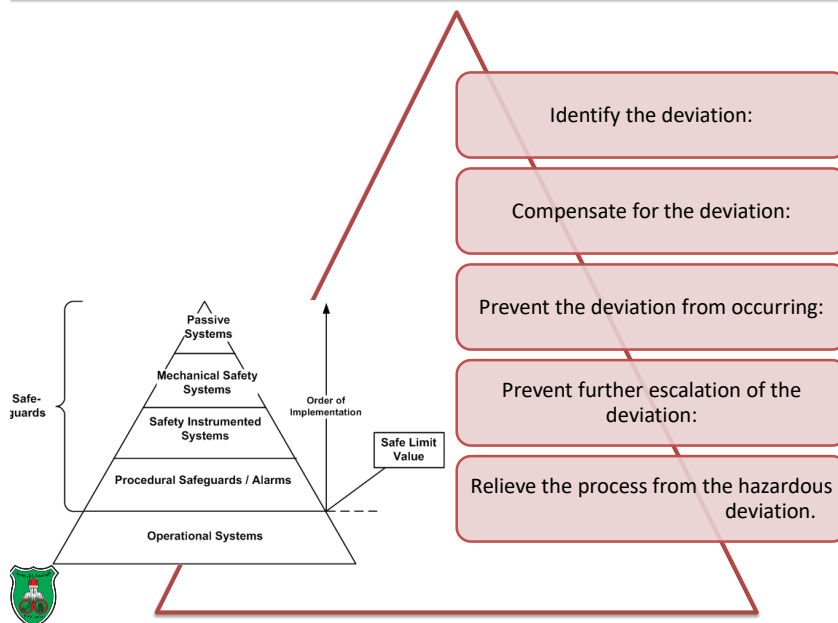 Identify the deviation:
Compensate for the deviation:
Prevent the deviation from occurring:
Prevent further escalation of the
deviation:
Relieve the process from the hazardous
deviation.
Safe-
guards
Passive
Systems
Mechanical Safety
Systems
Safety Instrumented
Systems
Procedural Safeguards / Alarms
Operational Systems
Order of
Implementation
Safe Limit
Value